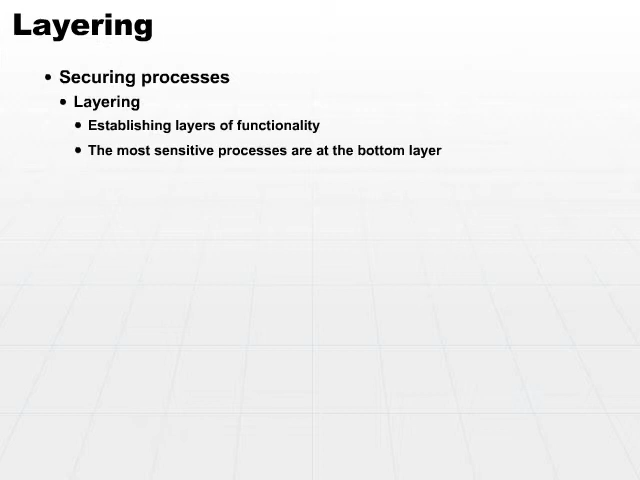 Layering
• Securing processes
• Layering
• Establishing layers of functionality
• The most sensitive processes are at the bottom layer